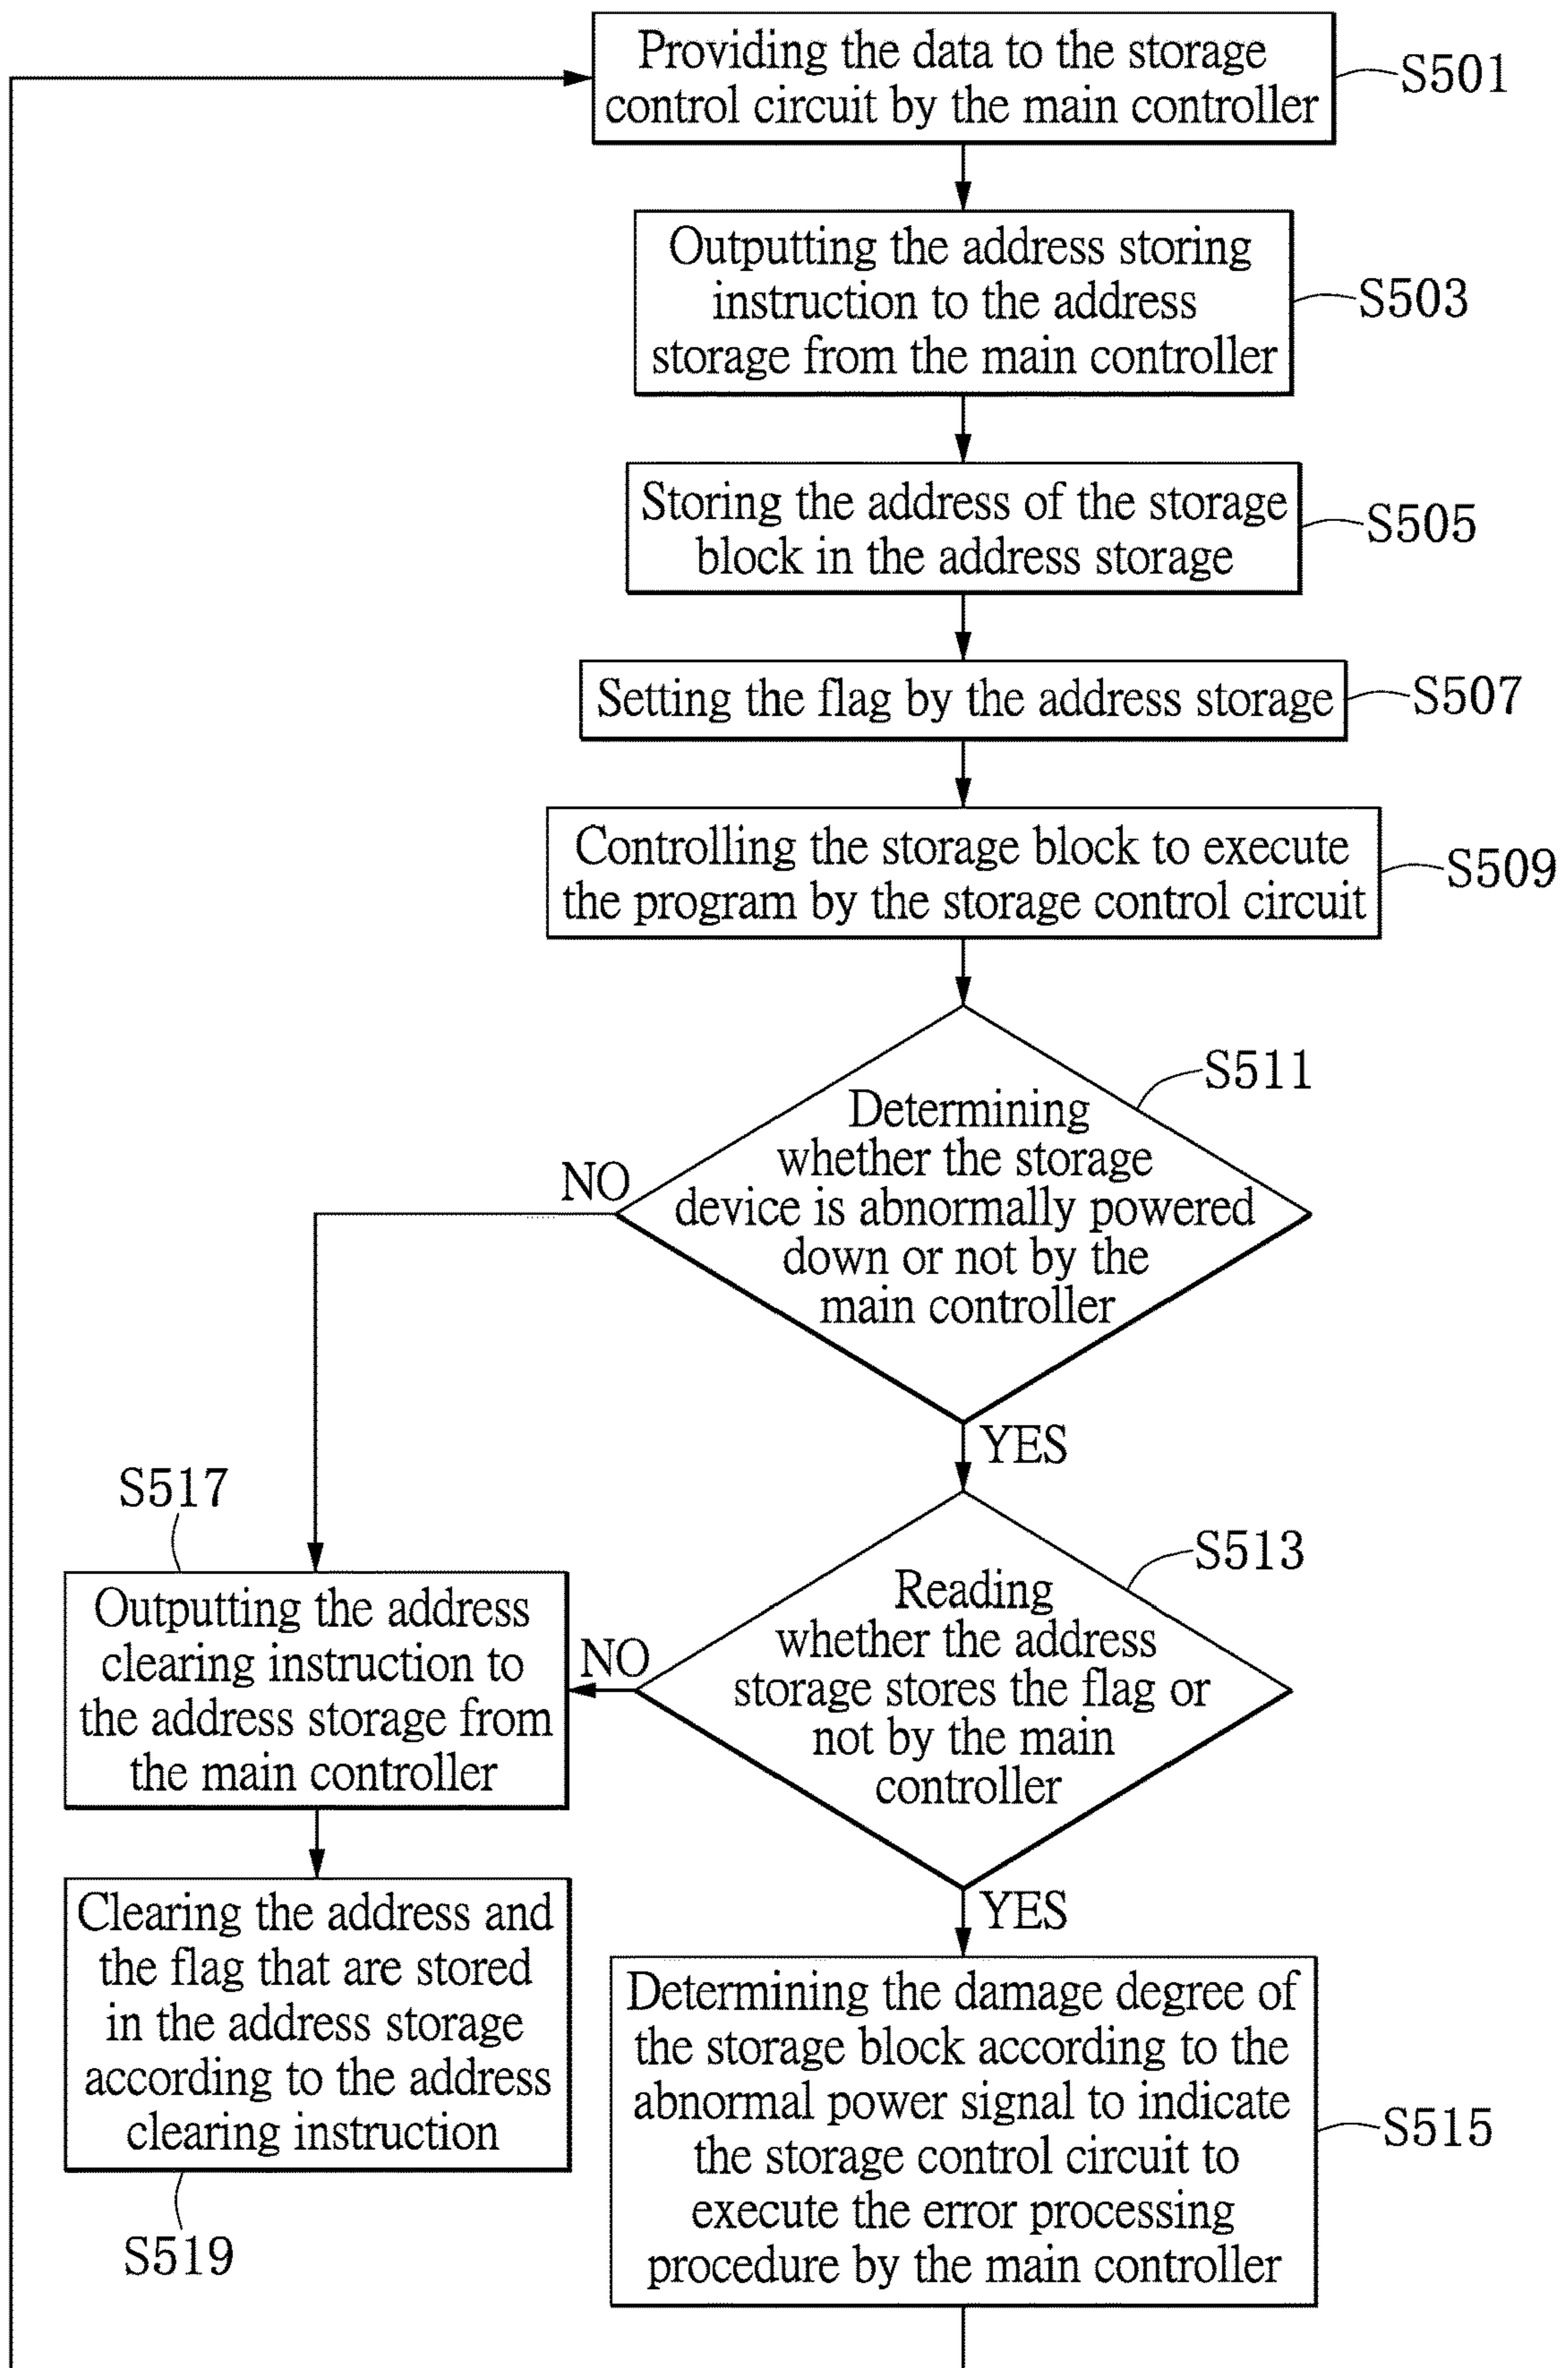 Providing the data to the storage
control circuit by the main controller
S501
Outputting the address storing
instruction to the address
storage from the main controller
S503
Storing the address of the storage
block in the address storage
S505
Setting the flag by the address storage
S507
Controlling the storage block to execute
the program by the storage control circuit
S509
S511
Determining
whether the storage
device is abnormally powered
down or not by the
main controller
NO
YES
S513
Reading
whether the address
storage stores the flag or
not by the main
controller
NO
YES
S517
Outputting the address
clearing instruction to
the address storage from
the main controller
Clearing the address and
the flag that are stored
in the address storage
according to the address
clearing instruction
S519
Determining the damage degree of
the storage block according to the
abnormal power signal to indicate
the storage control circuit to
execute the error processing
procedure by the main controller
S515